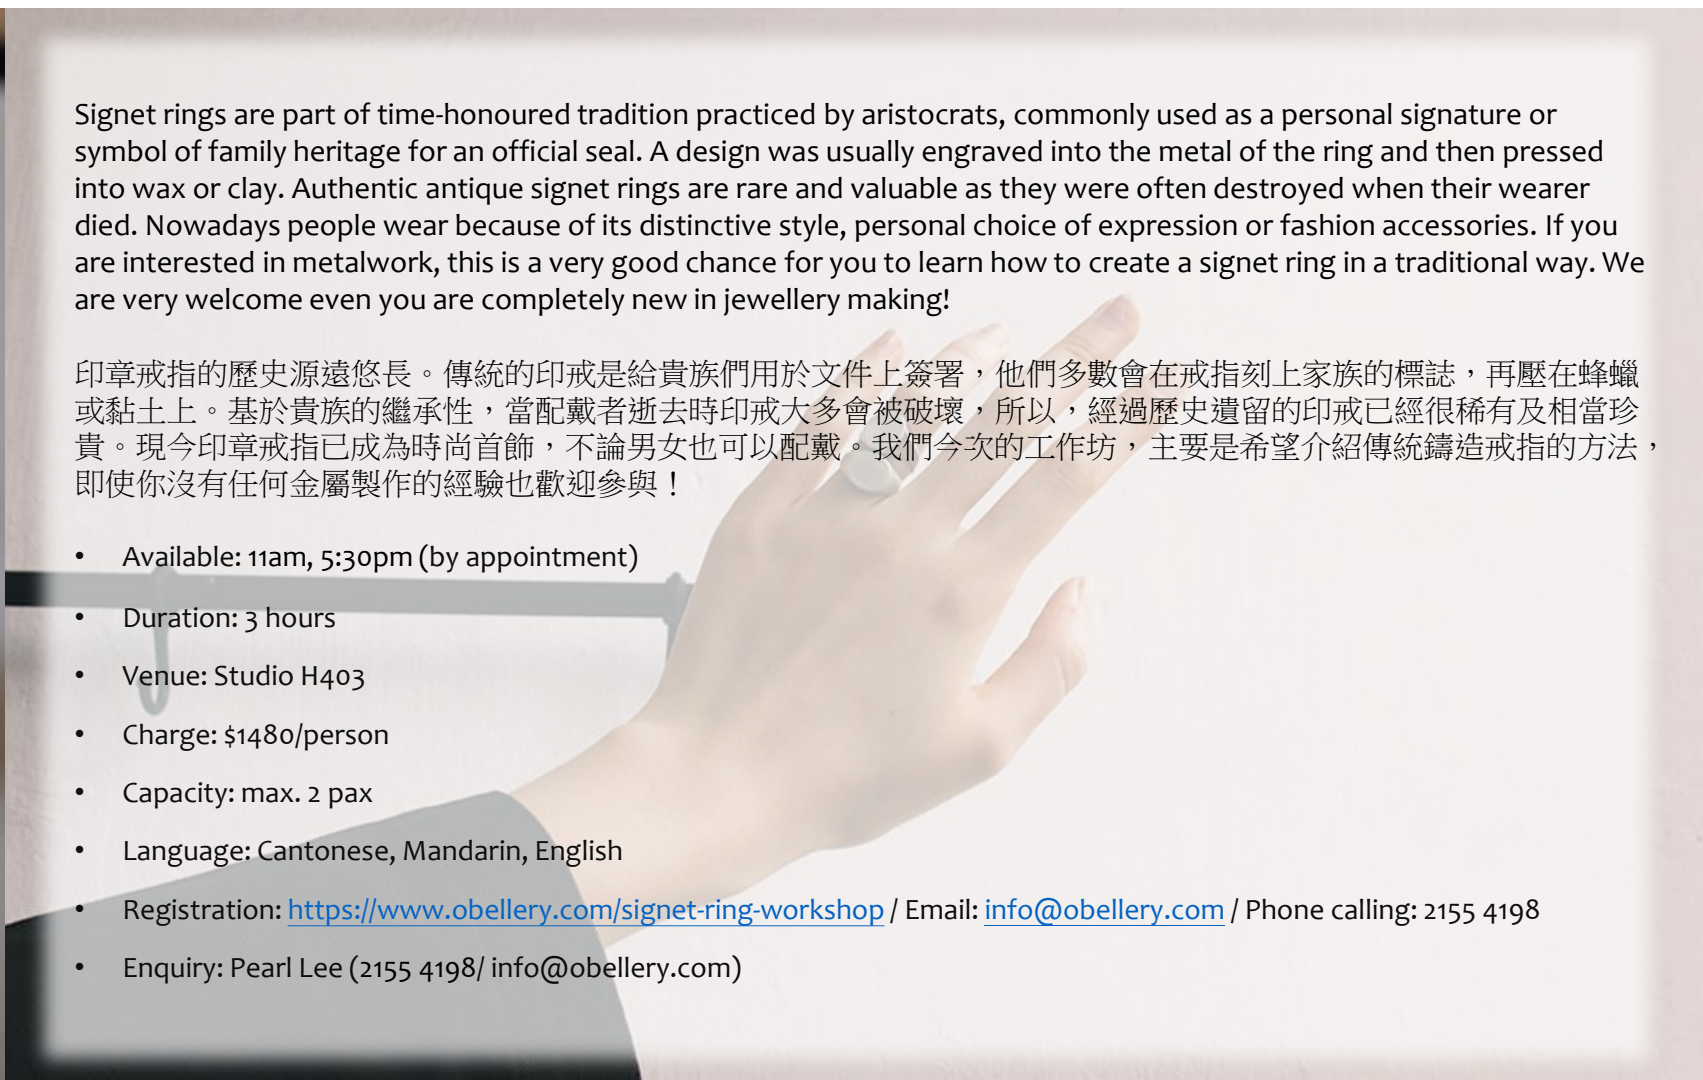 Signet rings are part of time-honoured tradition practiced by aristocrats, commonly used as a personal signature or
symbol of family heritage for an official seal. A design was usually engraved into the metal of the ring and then pressed
into wax or clay. Authentic antique signet rings are rare and valuable as they were often destroyed when their wearer
died. Nowadays people wear because of its distinctive style, personal choice of expression or fashion accessories. If you
are interested in metalwork, this is a very good chance for you to learn how to create a signet ring in a traditional way. We
are very welcome even you are completely new in jewellery making!
印章戒指的歷史源遠悠長。傳統的印戒是給貴族們用於文件上簽署，他們多數會在戒指刻上家族的標誌，再壓在蜂蠟
或黏土上。基於貴族的繼承性，當配戴者逝去時印戒大多會被破壞，所以，經過歷史遺留的印戒已經很稀有及相當珍
貴。現今印章戒指已成為時尚首飾，不論男女也可以配戴。我們今次的工作坊，主要是希望介紹傳統鑄造戒指的方法，
即使你沒有任何金屬製作的經驗也歡迎參與！
• Available: 11am, 5:30pm (by appointment)
• Duration: 3 hours
• Venue: Studio H403
• Charge: $1480/person
• Capacity: max. 2 pax
• Language: Cantonese, Mandarin, English
• Registration: https://www.obellery.com/signet-ring-workshop / Email: info@obellery.com / Phone calling: 2155 4198
• Enquiry: Pearl Lee (2155 4198/ info@obellery.com)